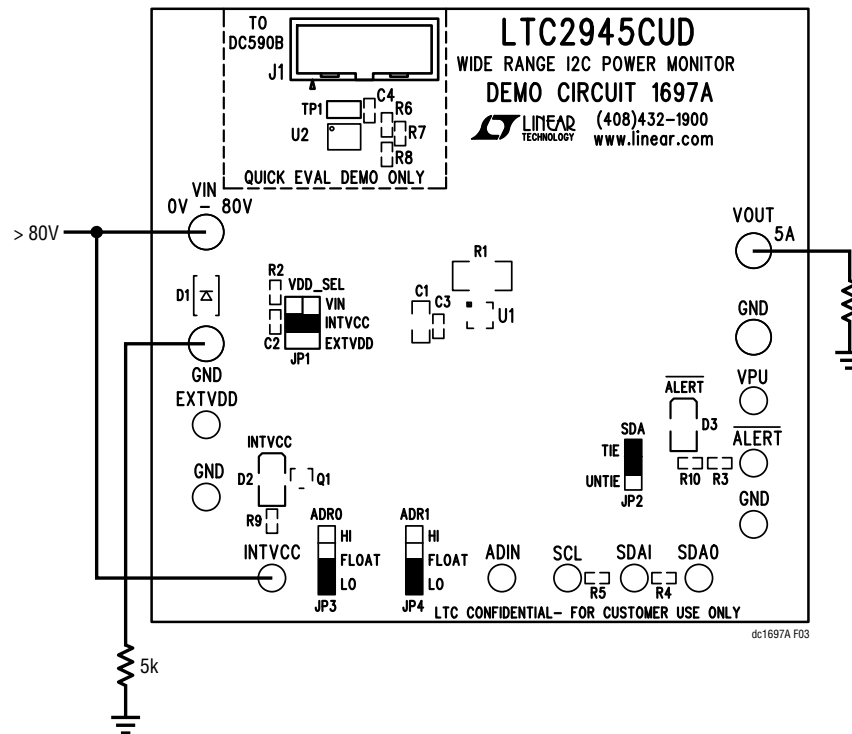 TO
DC590B
J1
LTC2945CUD
WIDE RANGE I2C POWER MONITOR
DEMO CIRCUIT 1697A
LINEAR
TECHNOLOGY
(408)432-1900
www.linear.com
TP1
C4
R6
U2
R7
R8
QUICK EVAL DEMO ONLY
VIN
0V - 80V
> 80V
VOUT
5A
R1
D1
R2
VDD_SEL
VIN
INTVCC
EXTVDD
C2
JP1
C1
C3
U1
GND
GND
EXTVDD
VPU
ALERT
D3
SDA
TIE
UNTIE
JP2
ALERT
R10
R3
GND
INTVCC
D2
Q1
R9
GND
INTVCC
ADR0
HI
FLOAT
LO
JP3
ADR1
HI
FLOAT
LO
JP4
ADIN
SCL
SDAI
SDAO
R5
R4
LTC CONFIDENTIAL- FOR CUSTOMER USE ONLY
dc1697A F03
5k